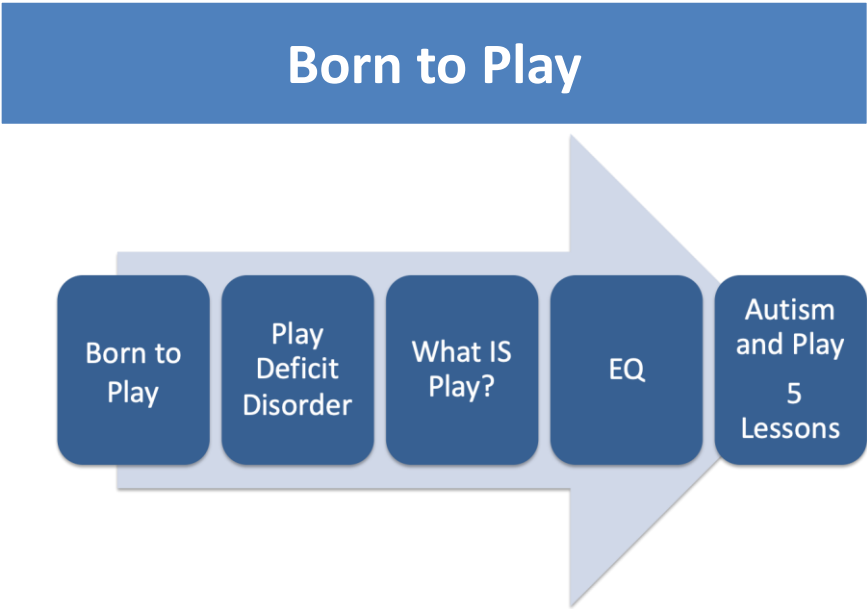 Born to Play
Born to
Play
Play
Deficit
Disorder
What IS
Play?
EQ
Autism
and Play
5
Lessons